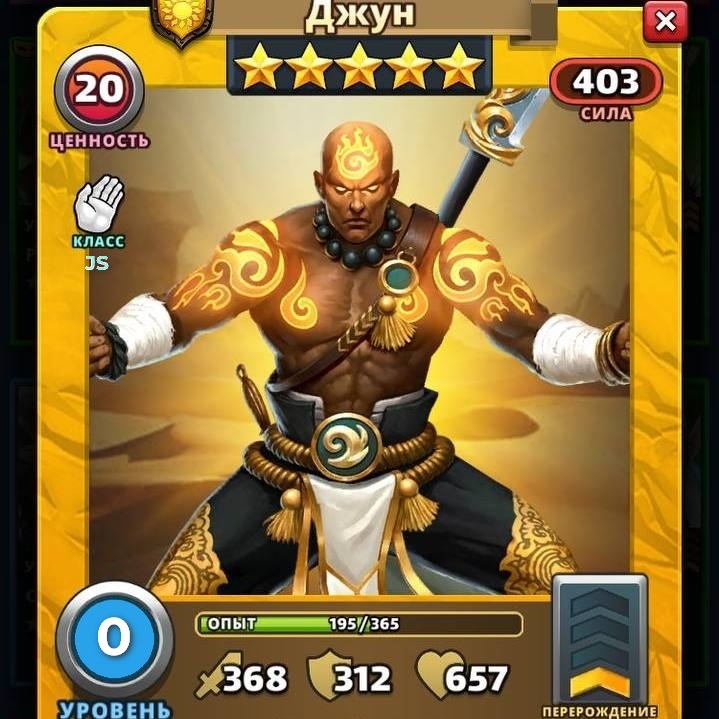 Джун
20
403
ЦЕННОСТЬ
СИЛА
КЛАСС
JS
0
ОПЫТ 195/365
368 312 657
УРОВЕНЬ
ПЕРЕРОЖДЕНИЕ